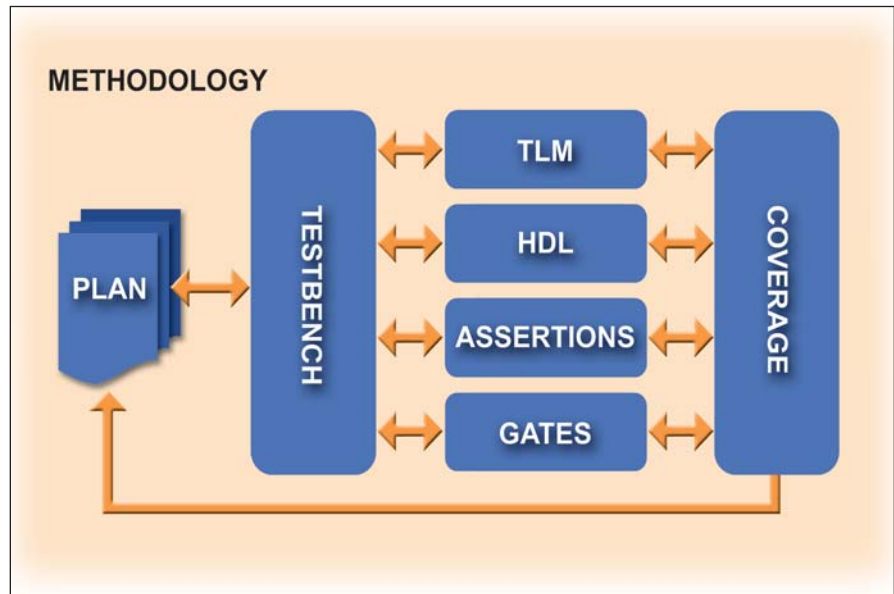 METHODOLOGY
PLAN
TESTBENCH
TLM
HDL
ASSERTIONS
GATES
COVERAGE